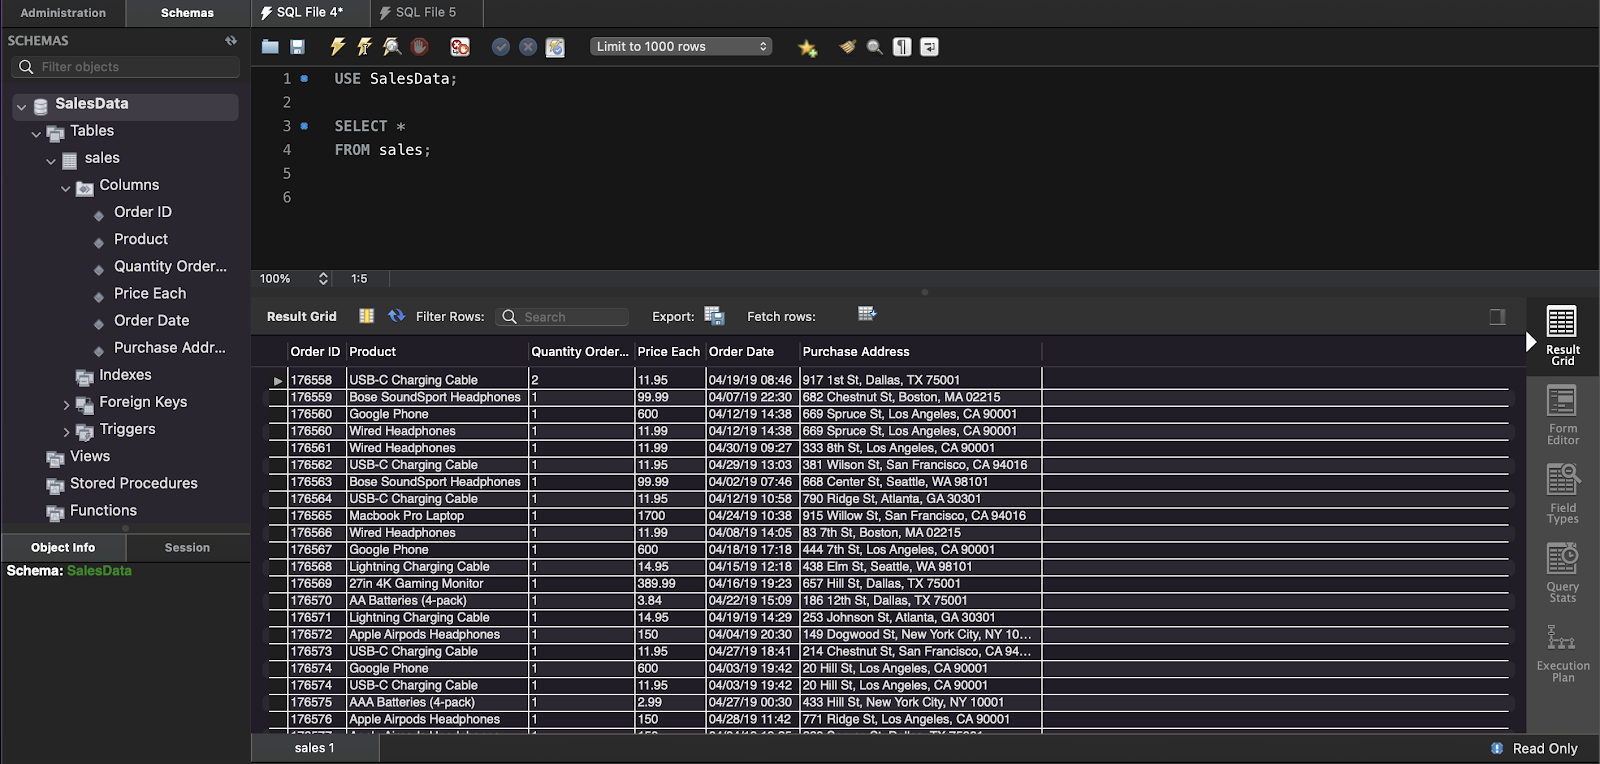 Administration
Schemas
SQL File 4*
SQL File 5
SCHEMAS
Filter objects
SalesData
Tables
sales
Columns
Order ID
Product
Quantity Order...
Price Each
Order Date
Purchase Addr...
Indexes
Foreign Keys
Triggers
Views
Stored Procedures
Functions
Object Info
Session
Schema: SalesData
Limit to 1000 rows
1 USE SalesData;
2
3 SELECT *
4 FROM sales;
5
6
100% 1:5
Result Grid Filter Rows: Search Export: Fetch rows:
Order ID Product Quantity Order... Price Each Order Date Purchase Address
176558 USB-C Charging Cable 2 11.95 04/19/19 08:46 917 1st St, Dallas, TX 75001
176559 Bose SoundSport Headphones 1 99.99 04/07/19 22:30 682 Chestnut St, Boston, MA 02215
176560 Google Phone 1 600 04/12/19 14:38 669 Spruce St, Los Angeles, CA 90001
176560 Wired Headphones 1 11.99 04/12/19 14:38 669 Spruce St, Los Angeles, CA 90001
176561 Wired Headphones 1 11.99 04/30/19 09:27 333 8th St, Los Angeles, CA 90001
176562 USB-C Charging Cable 1 11.95 04/29/19 13:03 381 Wilson St, San Francisco, CA 94016
176563 Bose SoundSport Headphones 1 99.99 04/02/19 07:46 668 Center St, Seattle, WA 98101
176564 USB-C Charging Cable 1 11.95 04/12/19 10:58 790 Ridge St, Atlanta, GA 30301
176565 Macbook Pro Laptop 1 1700 04/24/19 10:38 915 Willow St, San Francisco, CA 94016
176566 Wired Headphones 1 11.99 04/08/19 14:05 83 7th St, Boston, MA 02215
176567 Google Phone 1 600 04/18/19 17:18 444 7th St, Los Angeles, CA 90001
176568 Lightning Charging Cable 1 14.95 04/15/19 12:18 438 Elm St, Seattle, WA 98101
176569 27in 4K Gaming Monitor 1 389.99 04/16/19 19:23 657 Hill St, Dallas, TX 75001
176570 AA Batteries (4-pack) 1 3.84 04/22/19 15:09 186 12th St, Dallas, TX 75001
176571 Lightning Charging Cable 1 14.95 04/19/19 14:29 253 Johnson St, Atlanta, GA 30301
176572 Apple Airpods Headphones 1 150 04/04/19 20:30 149 Dogwood St, New York City, NY 10...
176573 USB-C Charging Cable 1 11.95 04/27/19 18:41 214 Chestnut St, San Francisco, CA 94...
176574 Google Phone 1 600 04/03/19 19:42 20 Hill St, Los Angeles, CA 90001
176574 USB-C Charging Cable 1 11.95 04/03/19 19:42 20 Hill St, Los Angeles, CA 90001
176575 AAA Batteries (4-pack) 1 2.99 04/27/19 00:30 433 Hill St, New York City, NY 10001
176576 Apple Airpods Headphones 1 150 04/28/19 11:42 771 Ridge St, Los Angeles, CA 90001
Result
Grid
Form
Editor
Field
Types
Query
Stats
Execution
Plan
sales 1
Read Only